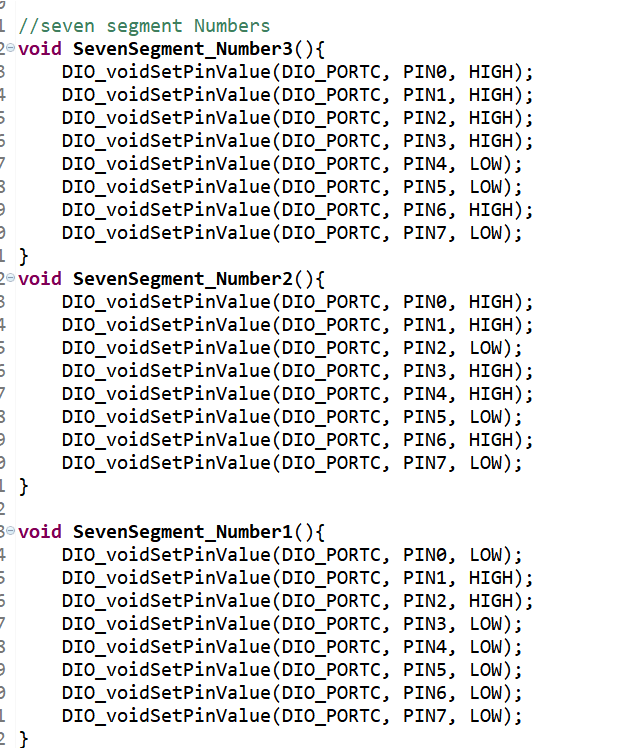 //seven segment Numbers
void SevenSegment_Number3(){
    DIO_voidSetPinValue(DIO_PORTC, PIN0, HIGH);
    DIO_voidSetPinValue(DIO_PORTC, PIN1, HIGH);
    DIO_voidSetPinValue(DIO_PORTC, PIN2, HIGH);
    DIO_voidSetPinValue(DIO_PORTC, PIN3, HIGH);
    DIO_voidSetPinValue(DIO_PORTC, PIN4, LOW);
    DIO_voidSetPinValue(DIO_PORTC, PIN5, LOW);
    DIO_voidSetPinValue(DIO_PORTC, PIN6, HIGH);
    DIO_voidSetPinValue(DIO_PORTC, PIN7, LOW);
}
void SevenSegment_Number2(){
    DIO_voidSetPinValue(DIO_PORTC, PIN0, HIGH);
    DIO_voidSetPinValue(DIO_PORTC, PIN1, HIGH);
    DIO_voidSetPinValue(DIO_PORTC, PIN2, LOW);
    DIO_voidSetPinValue(DIO_PORTC, PIN3, HIGH);
    DIO_voidSetPinValue(DIO_PORTC, PIN4, HIGH);
    DIO_voidSetPinValue(DIO_PORTC, PIN5, LOW);
    DIO_voidSetPinValue(DIO_PORTC, PIN6, HIGH);
    DIO_voidSetPinValue(DIO_PORTC, PIN7, LOW);
}
void SevenSegment_Number1(){
    DIO_voidSetPinValue(DIO_PORTC, PIN0, LOW);
    DIO_voidSetPinValue(DIO_PORTC, PIN1, HIGH);
    DIO_voidSetPinValue(DIO_PORTC, PIN2, HIGH);
    DIO_voidSetPinValue(DIO_PORTC, PIN3, LOW);
    DIO_voidSetPinValue(DIO_PORTC, PIN4, LOW);
    DIO_voidSetPinValue(DIO_PORTC, PIN5, LOW);
    DIO_voidSetPinValue(DIO_PORTC, PIN6, LOW);
    DIO_voidSetPinValue(DIO_PORTC, PIN7, LOW);
}